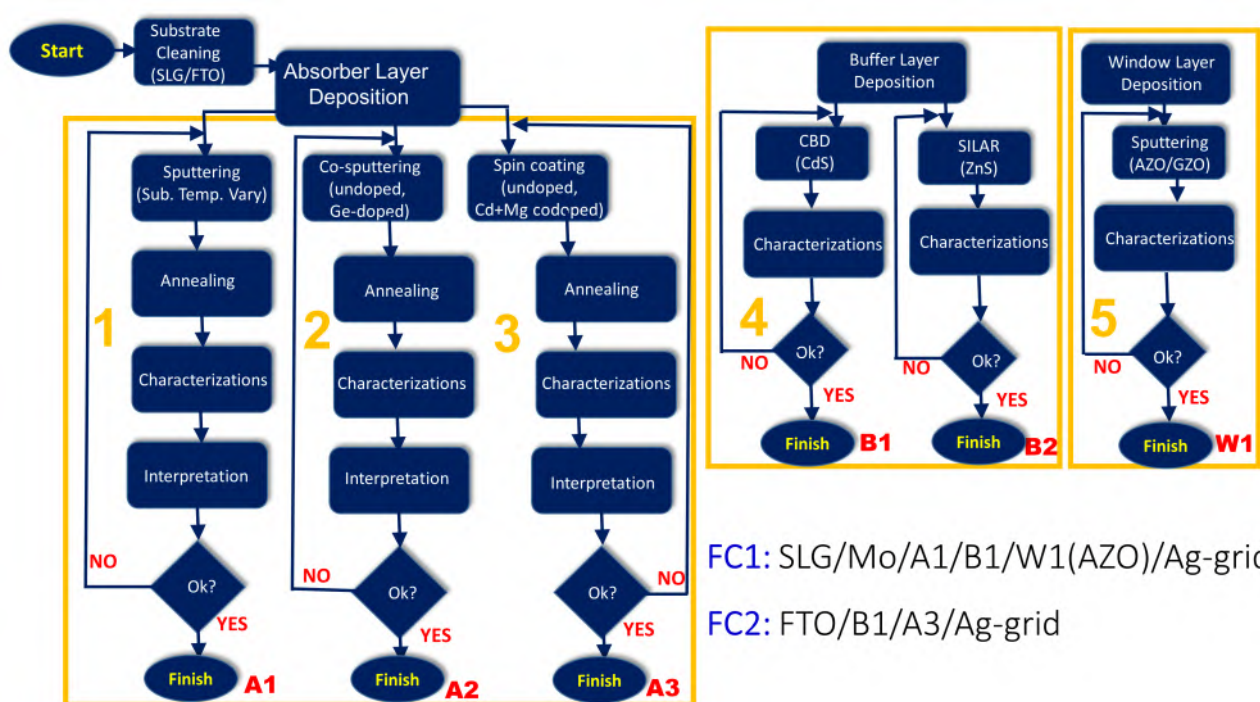 Start
Substrate
Cleaning
(SLG/FTO)
Absorber Layer
Deposition
Sputtering
(Sub. Temp. Vary)
Annealing
1
Characterizations
Interpretation
NO
Ok?
YES
Finish
A1
Co-sputtering
(undoped,
Ge-doped)
Annealing
2
Characterizations
Interpretation
NO
Ok?
YES
Finish
A2
Spin coating
(undoped,
Cd+Mg codoped)
Annealing
3
Characterizations
Interpretation
NO
Ok?
YES
Finish
A3
Buffer Layer
Deposition
CBD
(CdS)
Characterizations
4
Ok?
NO
YES
Finish
B1
SILAR
(ZnS)
Characterizations
Ok?
NO
YES
Finish
B2
Window Layer
Deposition
Sputtering
(AZO/GZO)
Characterizations
5
Ok?
NO
YES
Finish
W1
FC1: SLG/Mo/A1/B1/W1(AZO)/Ag-grid
FC2: FTO/B1/A3/Ag-grid